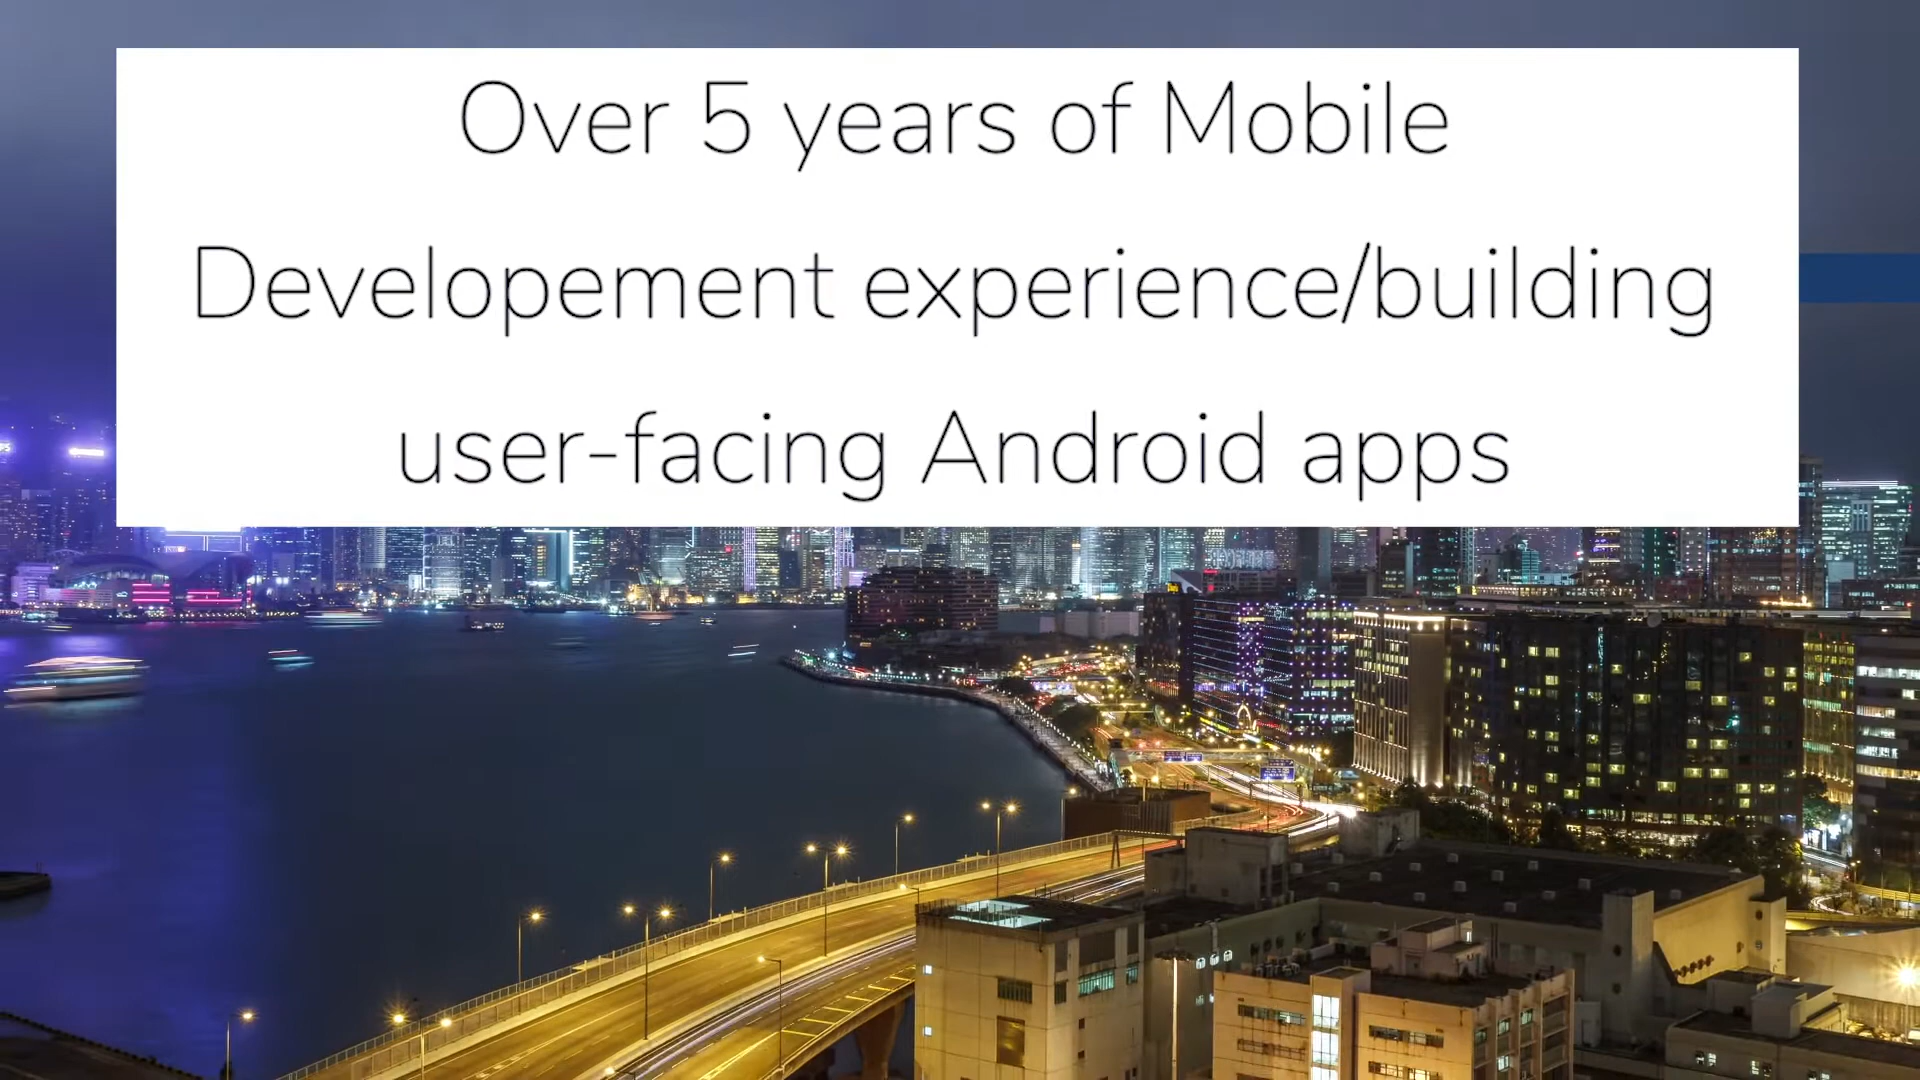 Over 5 years of Mobile
Developement experience/building
user-facing Android apps